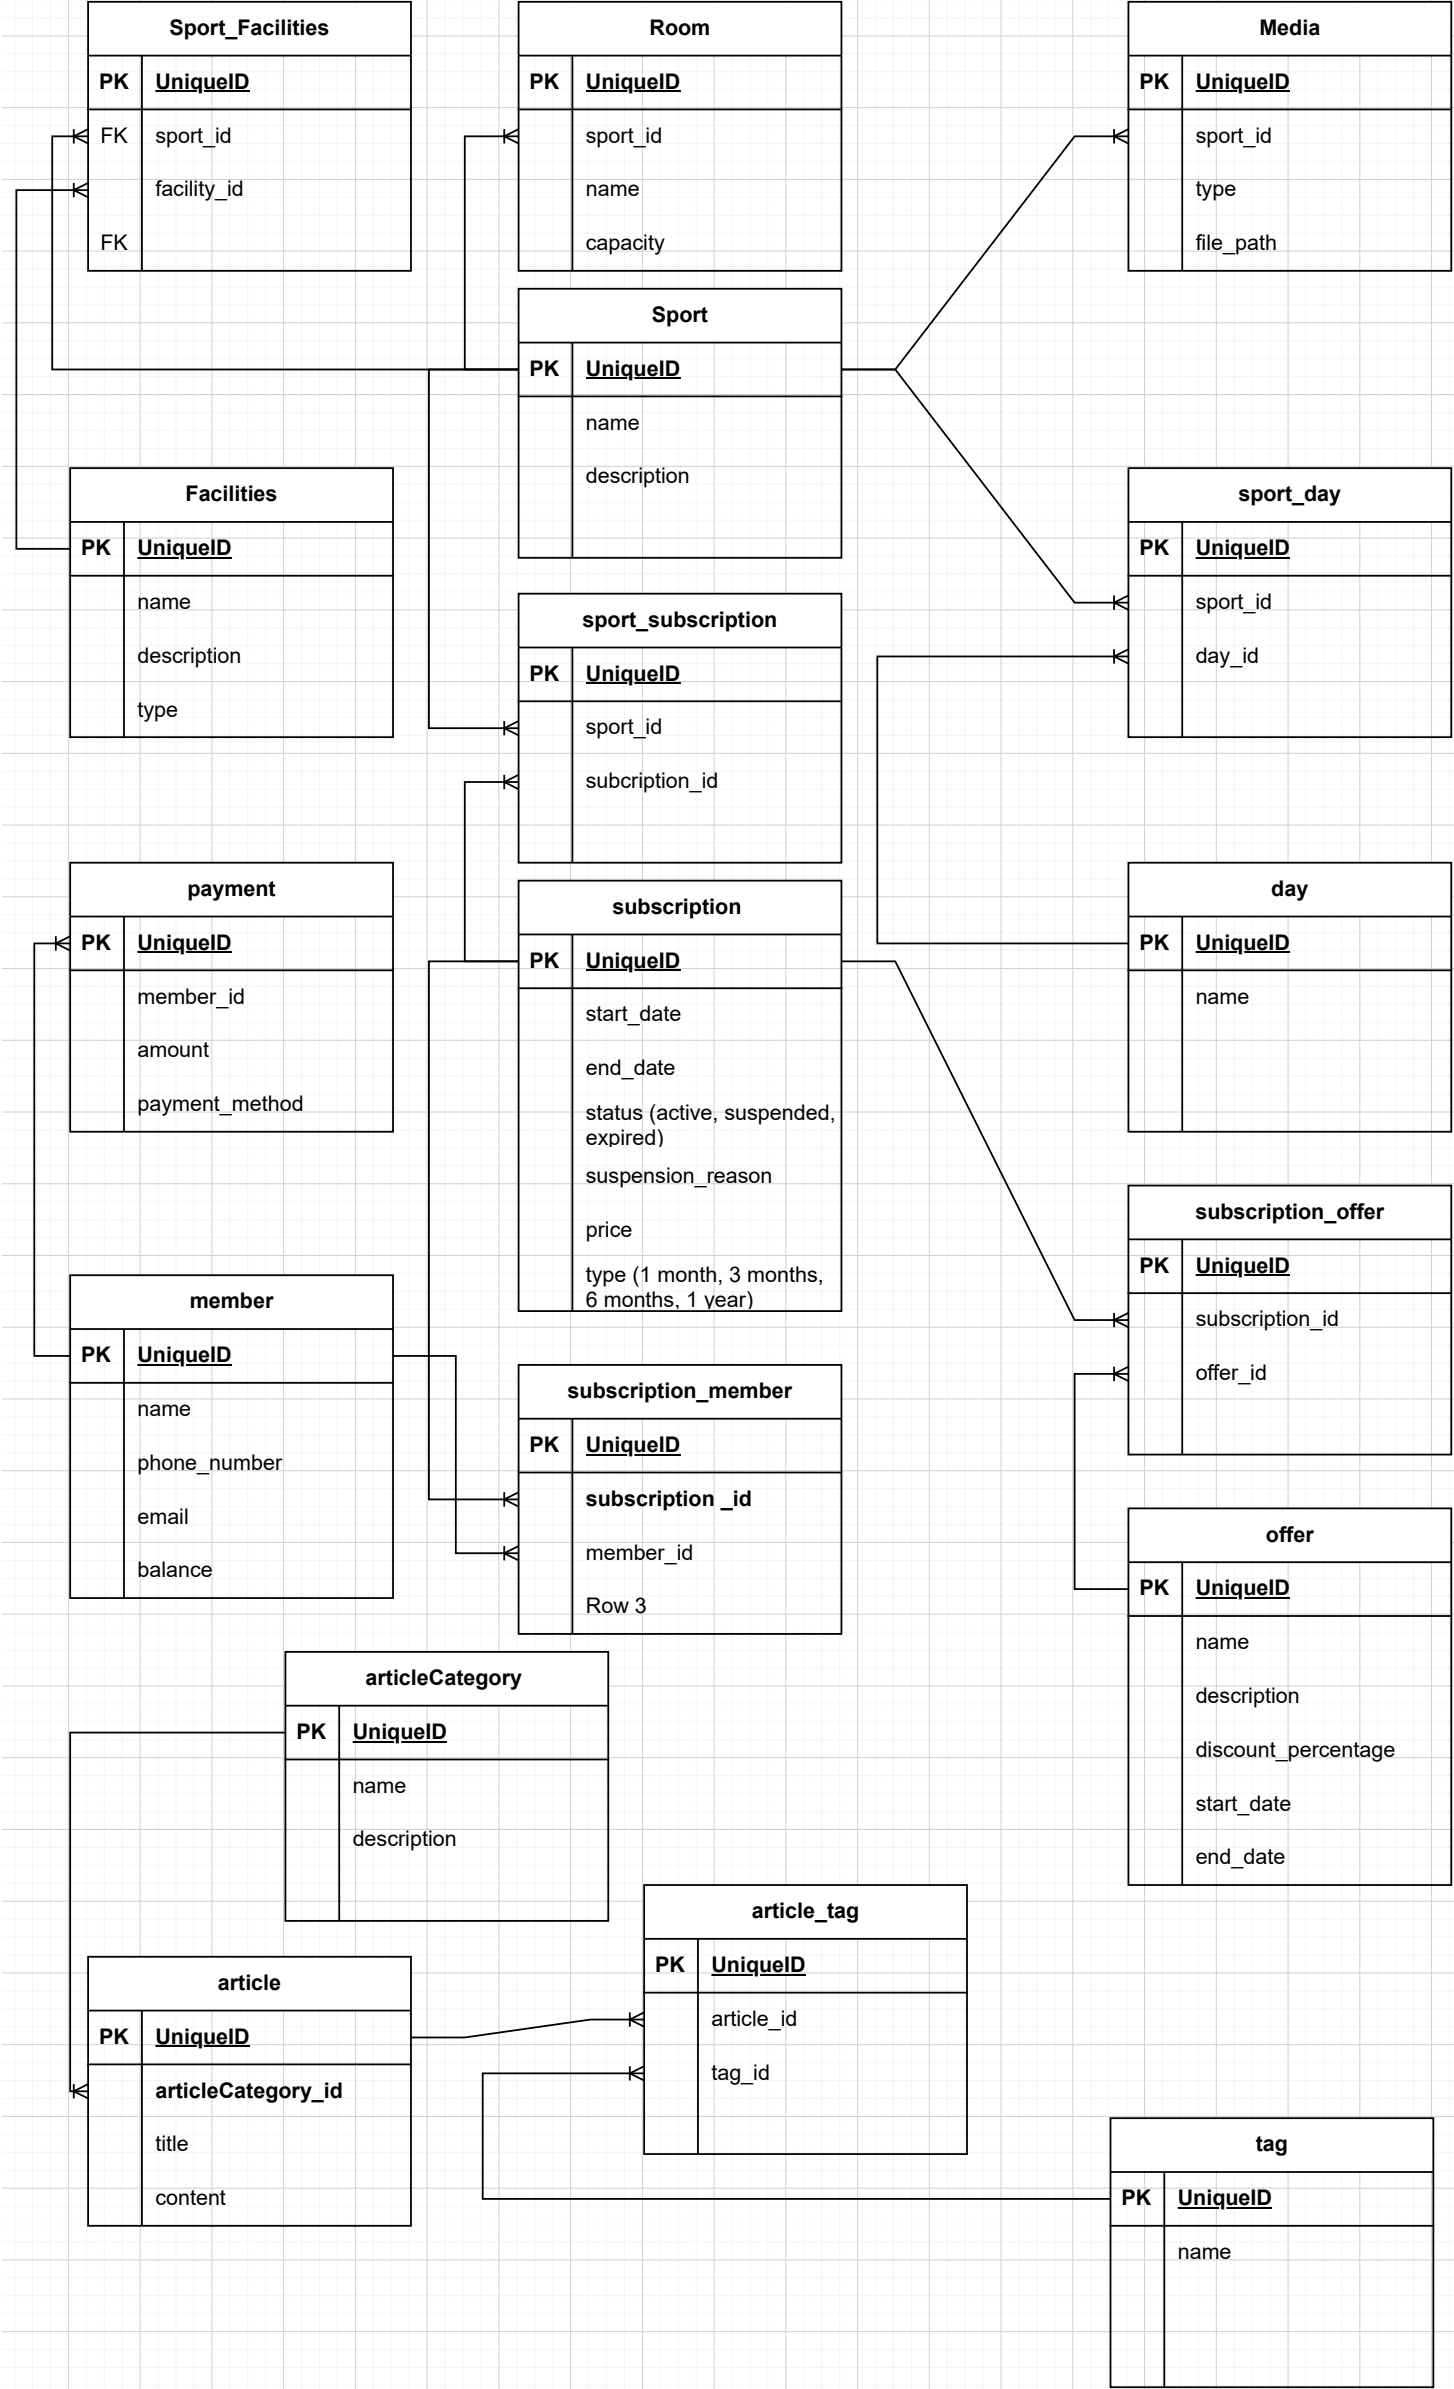 Sport_Facilities
PK UniqueID
FK sport_id
facility_id
FK
Room
PK UniqueID
sport_id
name
capacity
Media
PK UniqueID
sport_id
type
file_path
Sport
PK UniqueID
name
description
Facilities
PK UniqueID
name
description
type
sport_day
PK UniqueID
sport_id
day_id
sport_subscription
PK UniqueID
sport_id
subcription_id
payment
PK UniqueID
member_id
amount
payment_method
subscription
PK UniqueID
start_date
end_date
status (active, suspended,
expired)
suspension_reason
price
type (1 month, 3 months,
6 months, 1 year)
day
PK UniqueID
name
subscription_offer
PK UniqueID
subscription_id
offer_id
member
PK UniqueID
name
phone_number
email
balance
subscription_member
PK UniqueID
subscription _id
member_id
Row 3
offer
PK UniqueID
name
description
discount_percentage
start_date
end_date
articleCategory
PK UniqueID
name
description
article_tag
PK UniqueID
article_id
tag_id
article
PK UniqueID
articleCategory_id
title
content
tag
PK UniqueID
name